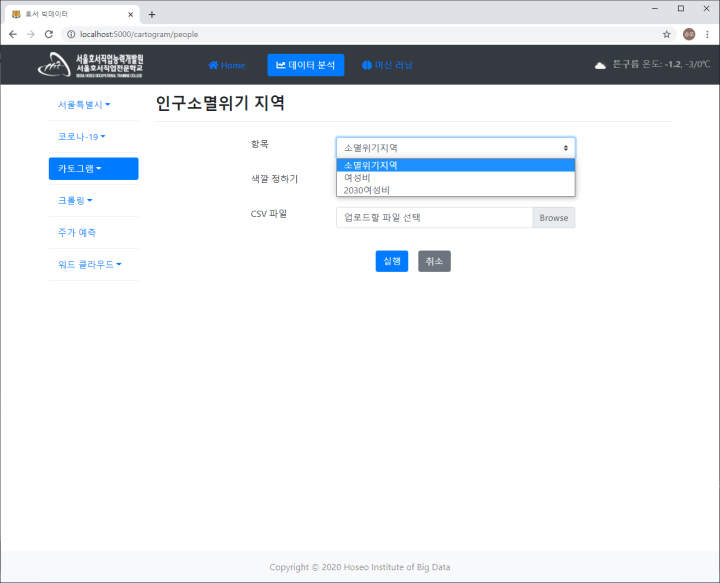 호서 빅데이터
localhost:5000/cartogram/people
서울호서직업능력개발원
서울호서직업전문학교
SEOUL HOSEO OCCUPATIONAL TRAINING COLLEGE
Home
데이터 분석
머신 러닝
튼구름 온도: -1.2, -3/0℃
서울특별시
코로나-19
카토그램
크롤링
주가 예측
워드 클라우드
인구소멸위기 지역
항목
소멸위기지역
소멸위기지역
여성비
2030여성비
색깔 정하기
CSV 파일
업로드할 파일 선택
Browse
실행
취소
Copyright © 2020 Hoseo Institute of Big Data